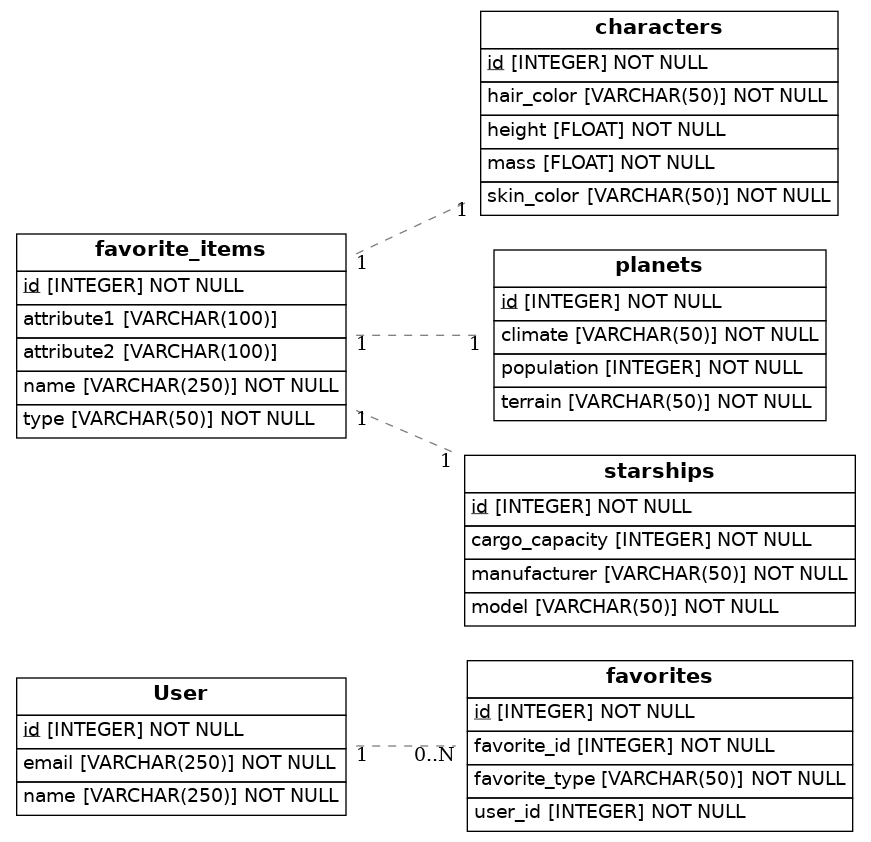 characters
id [INTEGER] NOT NULL
hair_color [VARCHAR(50)] NOT NULL
height [FLOAT] NOT NULL
mass [FLOAT] NOT NULL
skin_color [VARCHAR(50)] NOT NULL
1
1
favorite_items
id [INTEGER] NOT NULL
attribute1 [VARCHAR(100)]
attribute2 [VARCHAR(100)]
name [VARCHAR(250)] NOT NULL
type [VARCHAR(50)] NOT NULL
1
1
planets
id [INTEGER] NOT NULL
climate [VARCHAR(50)] NOT NULL
population [INTEGER] NOT NULL
terrain [VARCHAR(50)] NOT NULL
1
1
starships
id [INTEGER] NOT NULL
cargo_capacity [INTEGER] NOT NULL
manufacturer [VARCHAR(50)] NOT NULL
model [VARCHAR(50)] NOT NULL
User
id [INTEGER] NOT NULL
email [VARCHAR(250)] NOT NULL
name [VARCHAR(250)] NOT NULL
1
0..N
favorites
id [INTEGER] NOT NULL
favorite_id [INTEGER] NOT NULL
favorite_type [VARCHAR(50)] NOT NULL
user_id [INTEGER] NOT NULL